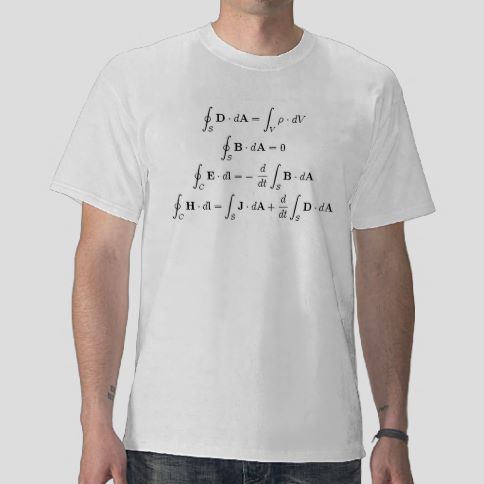 ∮_S D · dA = ∫_V ρ · dV
∮_S B · dA = 0
∮_C E · dl = − d/dt ∫_S B · dA
∮_C H · dl = ∫_S J · dA + d/dt ∫_S D · dA